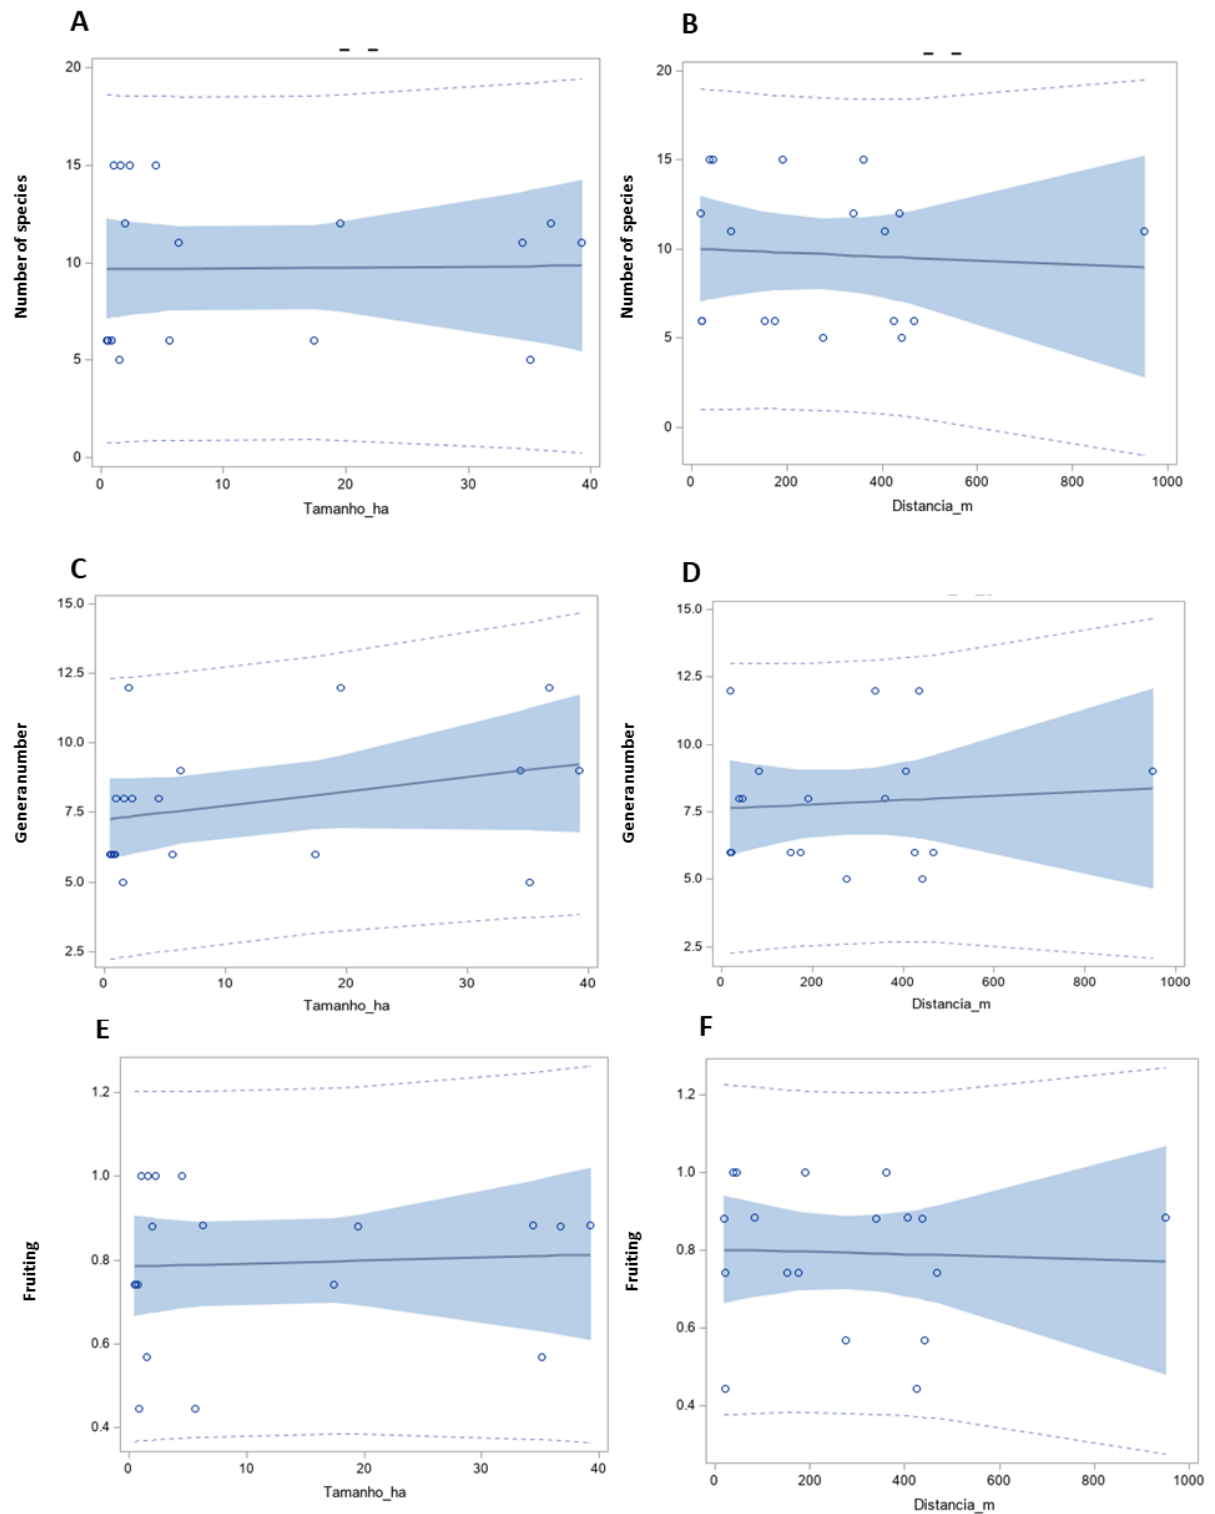 A
B
20
15
10
5
0
Number of species
0 10 20 30 40
Tamanho_ha
20
15
10
5
0
Number of species
0 200 400 600 800 1000
Distancia_m
C
D
15.0
12.5
10.0
7.5
5.0
2.5
Genera number
0 10 20 30 40
Tamanho_ha
15.0
12.5
10.0
7.5
5.0
2.5
Genera number
0 200 400 600 800 1000
Distancia_m
E
F
1.2
1.0
0.8
0.6
0.4
Fruiting
0 10 20 30 40
Tamanho_ha
1.2
1.0
0.8
0.6
0.4
Fruiting
0 200 400 600 800 1000
Distancia_m